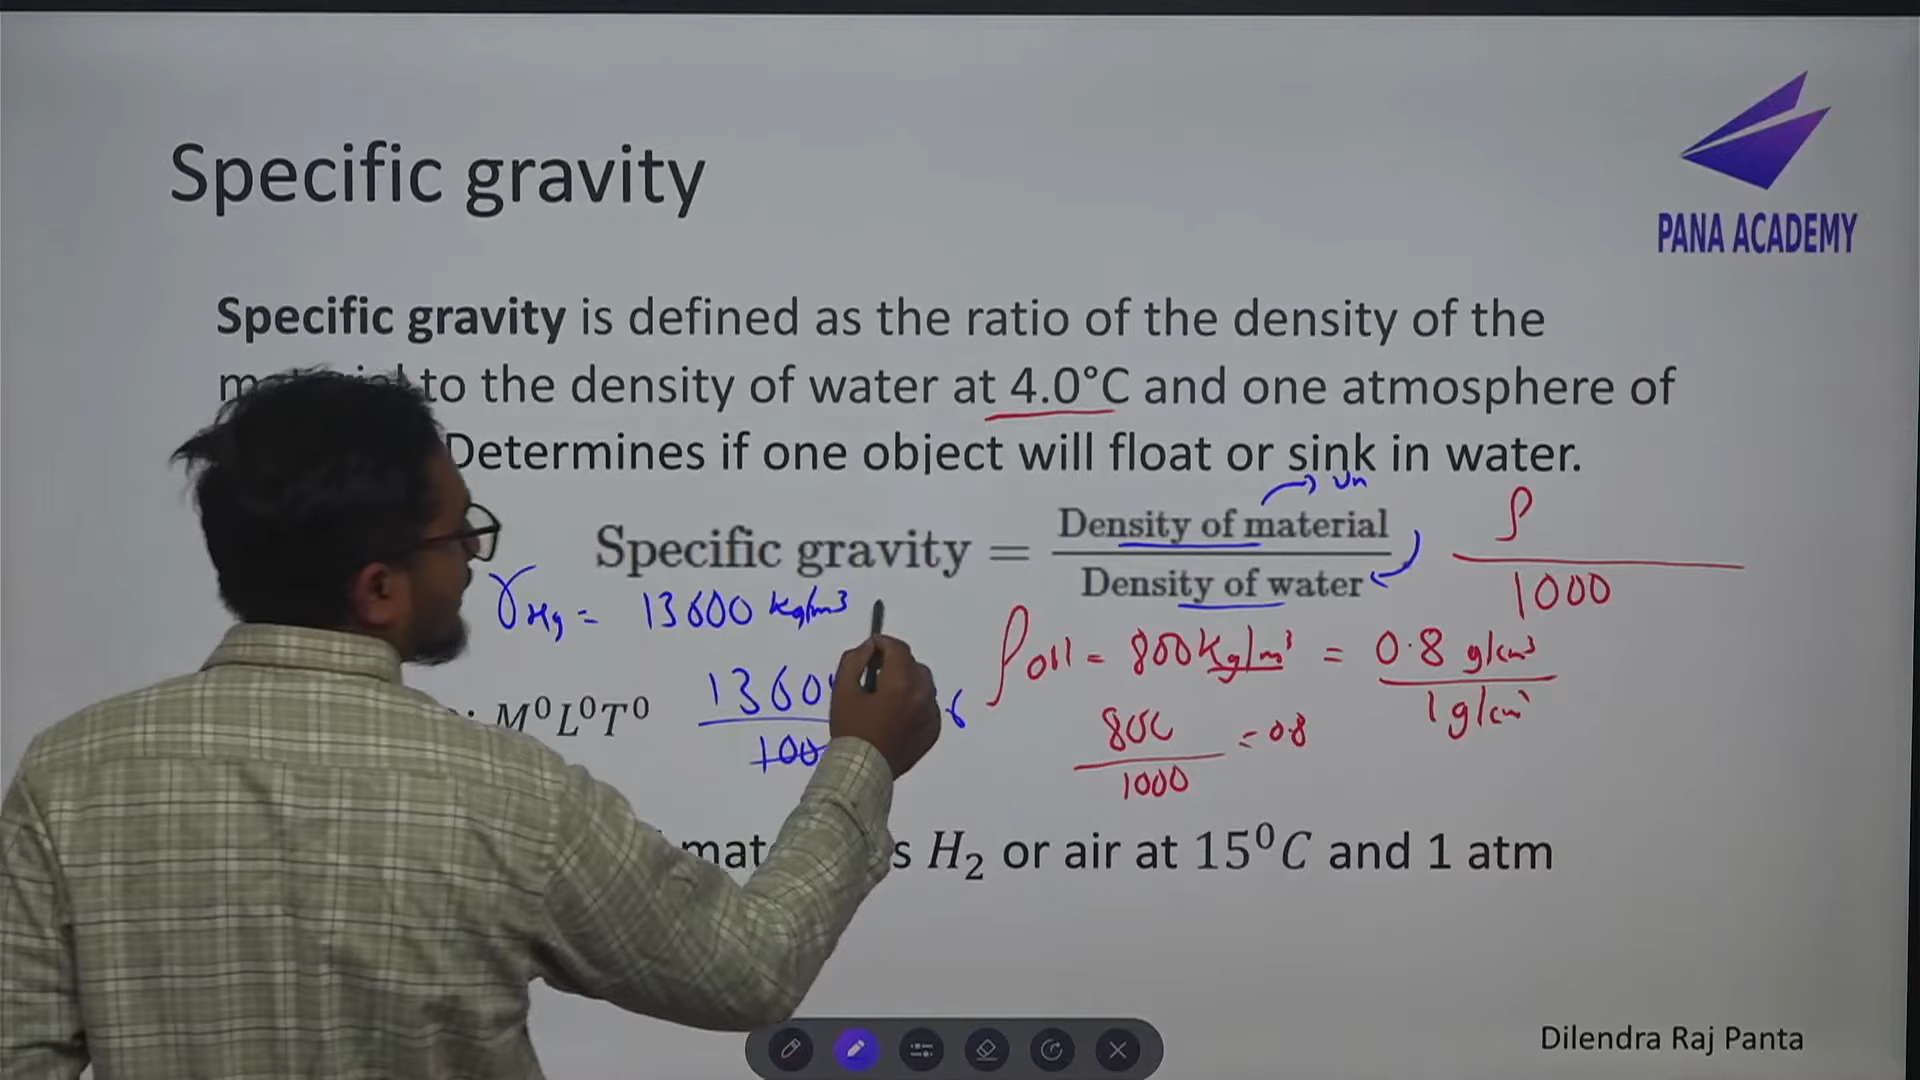 Specific gravity
PANA ACADEMY
Specific gravity is defined as the ratio of the density of the
to the density of water at 4.0°C and one atmosphere of
Determines if one object will float or sink in water.
Specific gravity = Density of material / Density of water
ρ / 1000
γHg = 13600 kg/m³
ρoil = 800 kg/m³ = 0.8 g/cm³ / 1 g/cm³
M⁰L⁰T⁰
800 / 1000 = 0.8
H₂ or air at 15⁰C and 1 atm
Dilendra Raj Panta